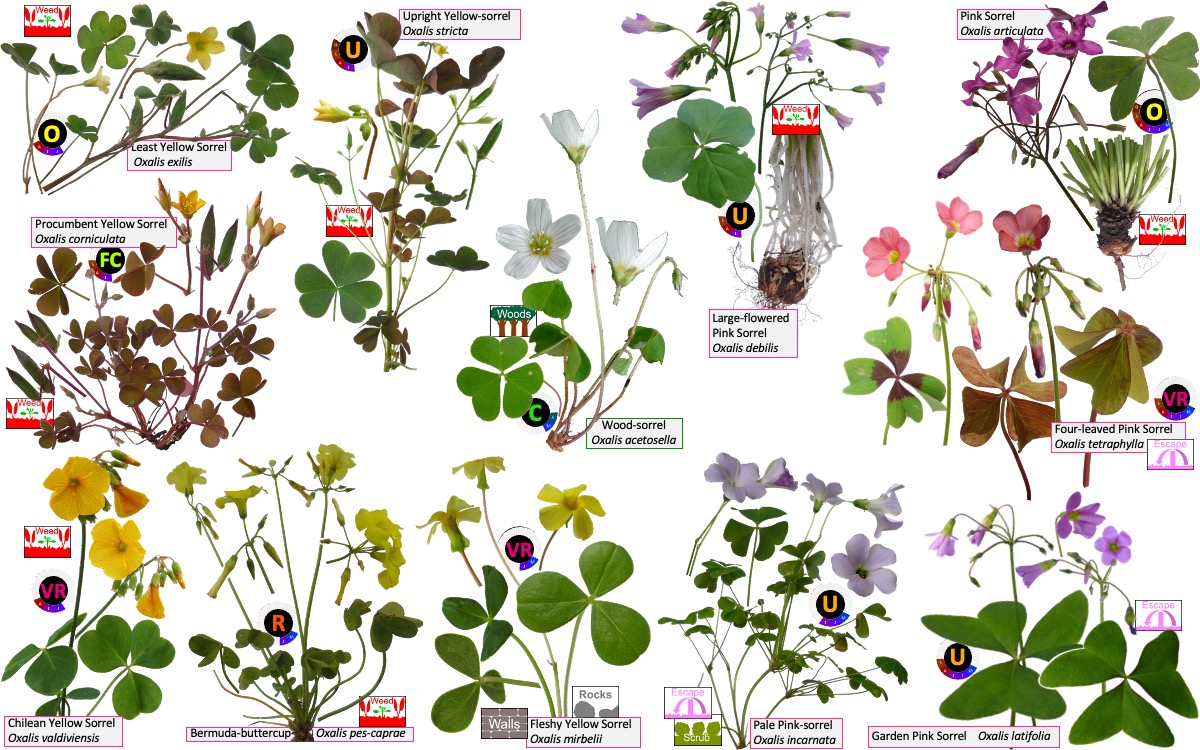 Weed
O
Least Yellow Sorrel
Oxalis exilis
Upright Yellow-sorrel
Oxalis stricta
U
Weed
Procumbent Yellow Sorrel
Oxalis corniculata
FC
Weed
Woods
C
Wood-sorrel
Oxalis acetosella
Weed
U
Large-flowered
Pink Sorrel
Oxalis debilis
Pink Sorrel
Oxalis articulata
O
Weed
VR
Four-leaved Pink Sorrel
Oxalis tetraphylla
Escape
Weed
VR
Chilean Yellow Sorrel
Oxalis valdiviensis
R
Weed
Bermuda-buttercup Oxalis pes-caprae
VR
Rocks
Walls
Fleshy Yellow Sorrel
Oxalis mirbelii
U
Escape
Scrub
Pale Pink-sorrel
Oxalis incarnata
Escape
U
Garden Pink Sorrel Oxalis latifolia